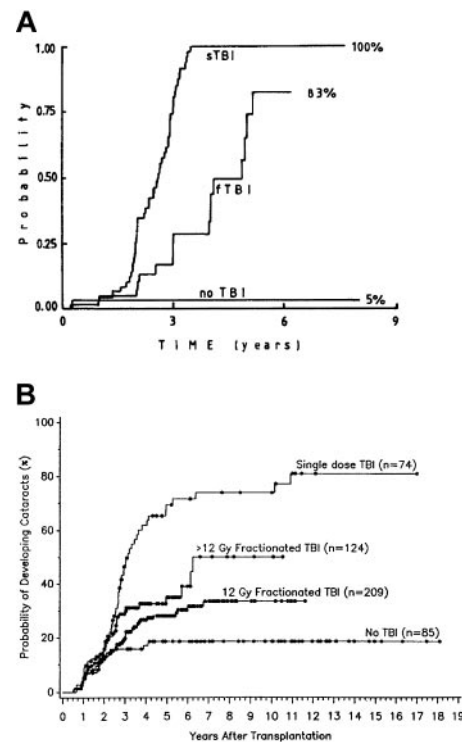 A
1.00
sTBI
100%
0.75
83%
Probability
0.50
fTBI
0.25
no TBI
0.00
5%
0
3
6
9
TIME (years)
B
100
Single dose TBI (n=74)
80
>12 Gy Fractionated TBI (n=124)
60
12 Gy Fractionated TBI (n=209)
40
No TBI (n=85)
20
0
Probability of Developing Cataracts (%)
0 1 2 3 4 5 6 7 8 9 10 11 12 13 14 15 16 17 18 19
Years After Transplantation